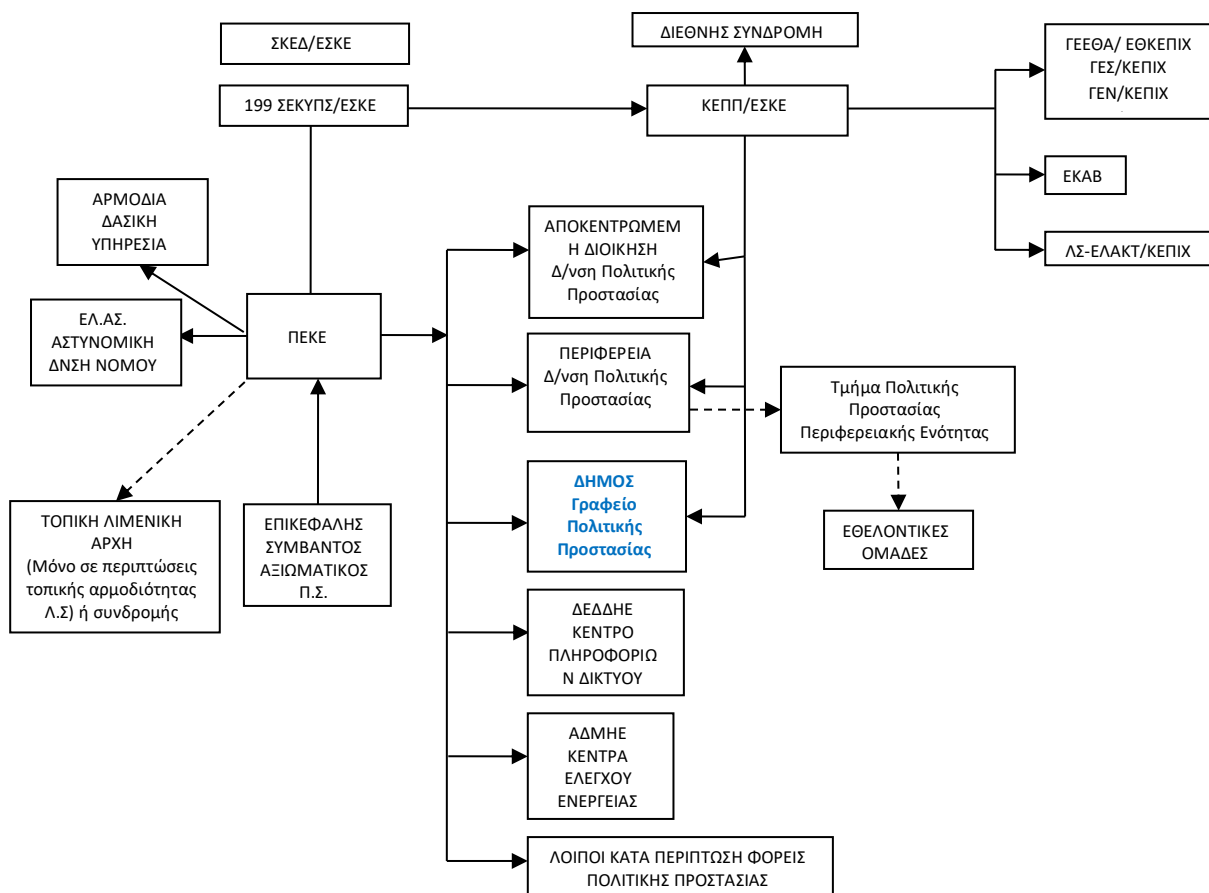 ΣΚΕΔ/ΕΣΚΕ
ΔΙΕΘΝΗΣ ΣΥΝΔΡΟΜΗ
ΓΕΕΘΑ/ ΕΘΚΕΠΙΧ
ΓΕΣ/ΚΕΠΙΧ
ΓΕΝ/ΚΕΠΙΧ
199 ΣΕΚΥΠΣ/ΕΣΚΕ
ΚΕΠΠ/ΕΣΚΕ
ΕΚΑΒ
ΛΣ-ΕΛΑΚΤ/ΚΕΠΙΧ
ΑΡΜΟΔΙΑ
ΔΑΣΙΚΗ
ΥΠΗΡΕΣΙΑ
ΑΠΟΚΕΝΤΡΩΜΕΜ
Η ΔΙΟΙΚΗΣΗ
Δ/νση Πολιτικής
Προστασίας
ΕΛ.ΑΣ.
ΑΣΤΥΝΟΜΙΚΗ
ΔΝΣΗ ΝΟΜΟΥ
ΠΕΚΕ
ΠΕΡΙΦΕΡΕΙΑ
Δ/νση Πολιτικής
Προστασίας
Τμήμα Πολιτικής
Προστασίας
Περιφερειακής Ενότητας
ΤΟΠΙΚΗ ΛΙΜΕΝΙΚΗ
ΑΡΧΗ
(Μόνο σε περιπτώσεις
τοπικής αρμοδιότητας
Λ.Σ) ή συνδρομής
ΕΠΙΚΕΦΑΛΗΣ
ΣΥΜΒΑΝΤΟΣ
ΑΞΙΩΜΑΤΙΚΟΣ
Π.Σ.
ΔΗΜΟΣ
Γραφείο
Πολιτικής
Προστασίας
ΕΘΕΛΟΝΤΙΚΕΣ
ΟΜΑΔΕΣ
ΔΕΔΔΗΕ
ΚΕΝΤΡΟ
ΠΛΗΡΟΦΟΡΙΩ
Ν ΔΙΚΤΥΟΥ
ΑΔΜΗΕ
ΚΕΝΤΡΑ
ΕΛΕΓΧΟΥ
ΕΝΕΡΓΕΙΑΣ
ΛΟΙΠΟΙ ΚΑΤΑ ΠΕΡΙΠΤΩΣΗ ΦΟΡΕΙΣ
ΠΟΛΙΤΙΚΗΣ ΠΡΟΣΤΑΣΙΑΣ